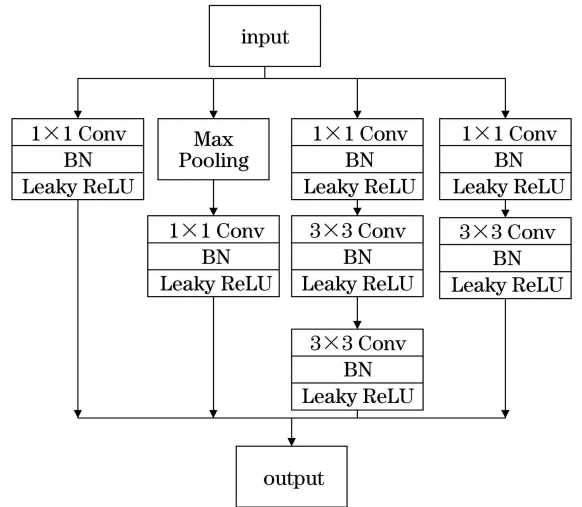 input
1×1 Conv
BN
Leaky ReLU
Max
Pooling
1×1 Conv
BN
Leaky ReLU
1×1 Conv
BN
Leaky ReLU
3×3 Conv
BN
Leaky ReLU
3×3 Conv
BN
Leaky ReLU
1×1 Conv
BN
Leaky ReLU
3×3 Conv
BN
Leaky ReLU
output